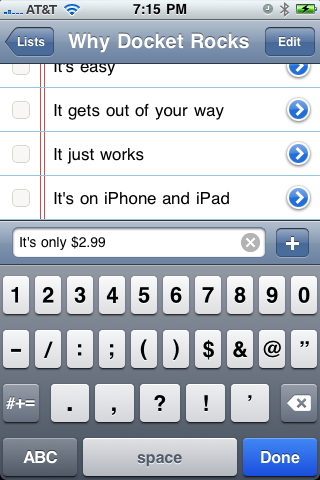 AT&T 7:15 PM
Lists Why Docket Rocks Edit
It's easy
It gets out of your way
It just works
It's on iPhone and iPad
It's only $2.99
+
1 2 3 4 5 6 7 8 9 0
- / : ; ( ) $ & @ ”
#+= . , ? ! ’
ABC space Done